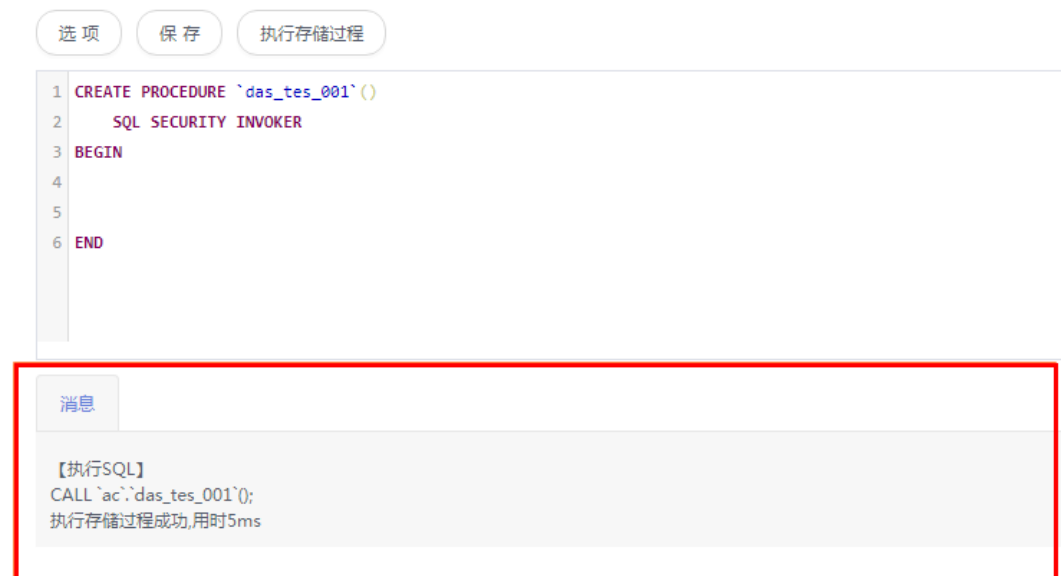 选 项 保 存 执行存储过程
1 CREATE PROCEDURE `das_tes_001`()
2 SQL SECURITY INVOKER
3 BEGIN
4
5
6 END
消息
【执行SQL】
CALL `ac`.`das_tes_001`();
执行存储过程成功,用时5ms